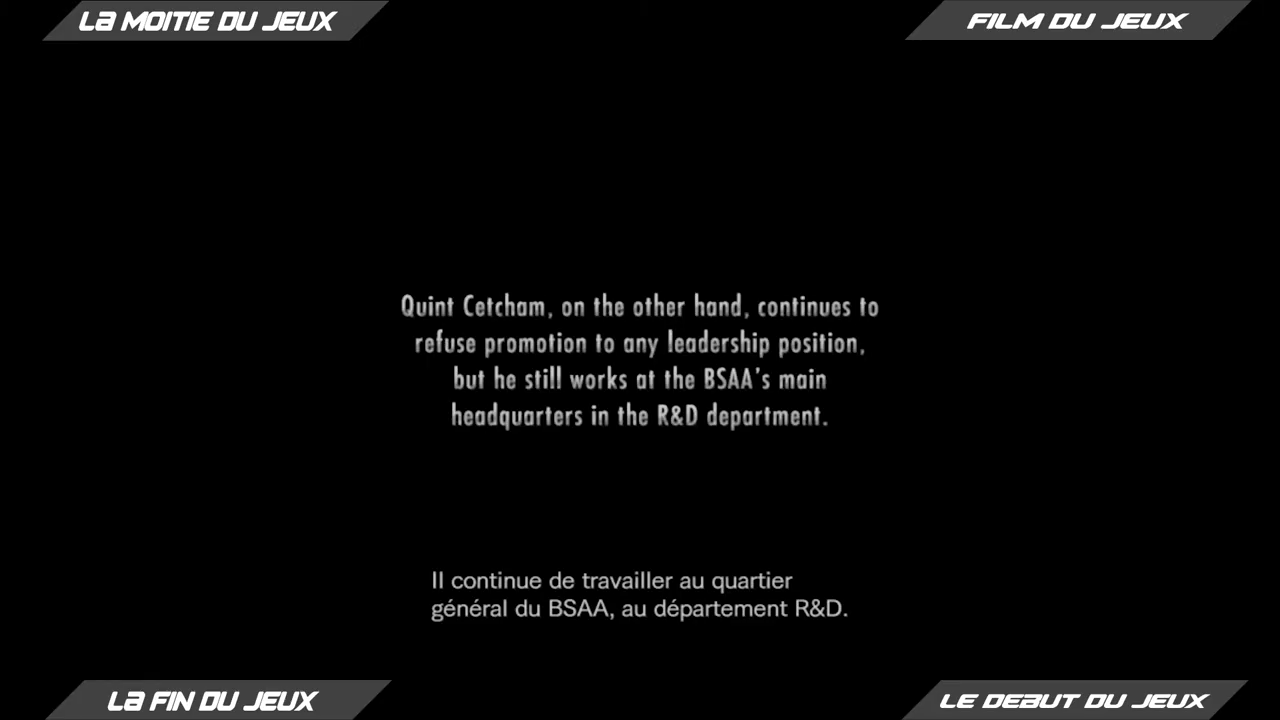 LA MOITIE DU JEUX
FILM DU JEUX
Quint Cetcham, on the other hand, continues to
refuse promotion to any leadership position,
but he still works at the BSAA's main
headquarters in the R&D department.
Il continue de travailler au quartier
général du BSAA, au département R&D.
LA FIN DU JEUX
LE DEBUT DU JEUX